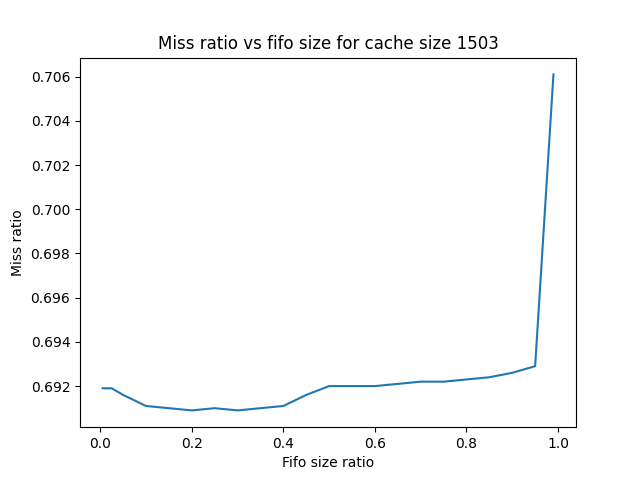 Miss ratio vs fifo size for cache size 1503
0.706
0.704
0.702
0.700
0.698
0.696
0.694
0.692
Miss ratio
0.0 0.2 0.4 0.6 0.8 1.0
Fifo size ratio